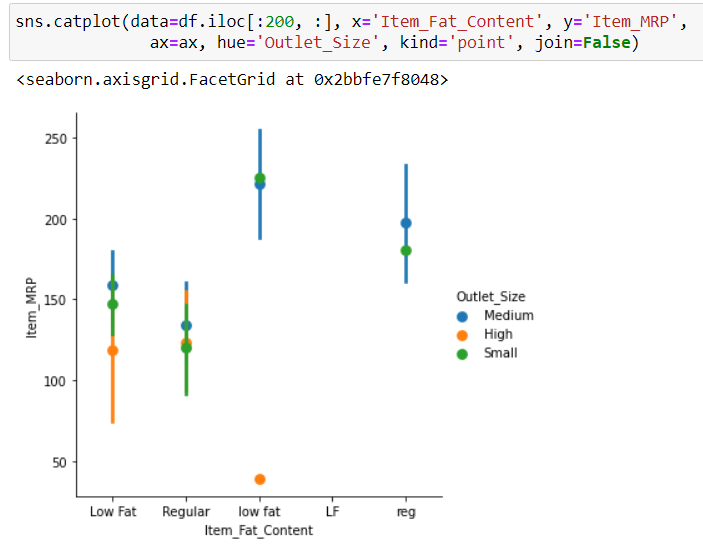 sns.catplot(data=df.iloc[:200, :], x='Item_Fat_Content', y='Item_MRP',
ax=ax, hue='Outlet_Size', kind='point', join=False)
<seaborn.axisgrid.FacetGrid at 0x2bbfe7f8048>
250
200
150
100
50
Item_MRP
Low Fat Regular low fat LF reg
Item_Fat_Content
Outlet_Size
Medium
High
Small